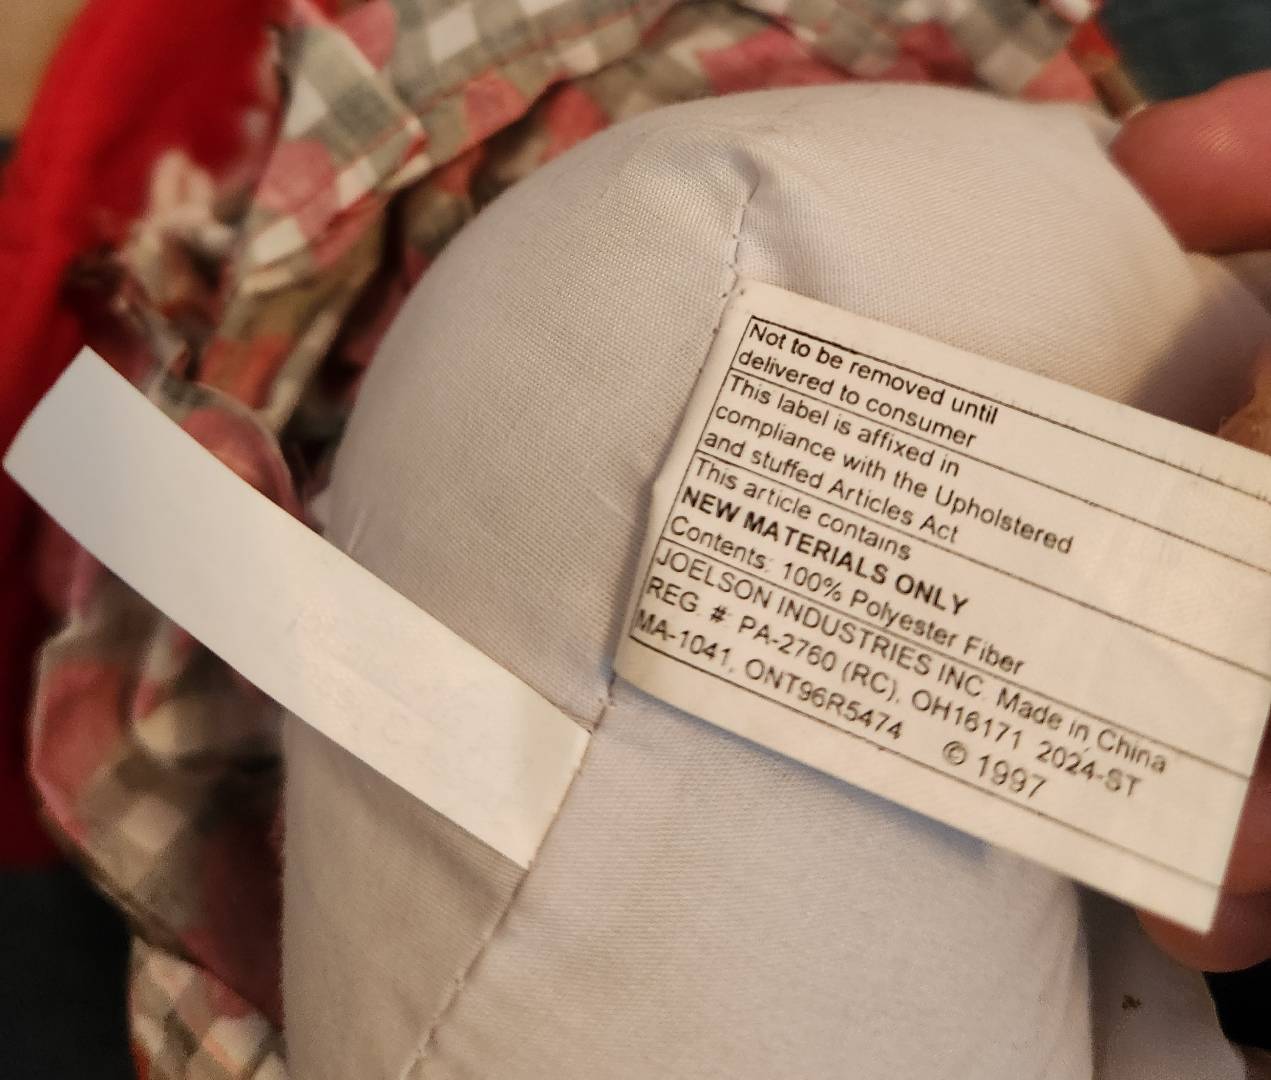 Not to be removed until
delivered to consumer
This label is affixed in
compliance with the Upholstered
and stuffed Articles Act
This article contains
NEW MATERIALS ONLY
Contents: 100% Polyester Fiber
JOELSON INDUSTRIES INC. Made in China
REG # PA-2760 (RC), OH16171 2024-ST
MA-1041, ONT96R5474 © 1997